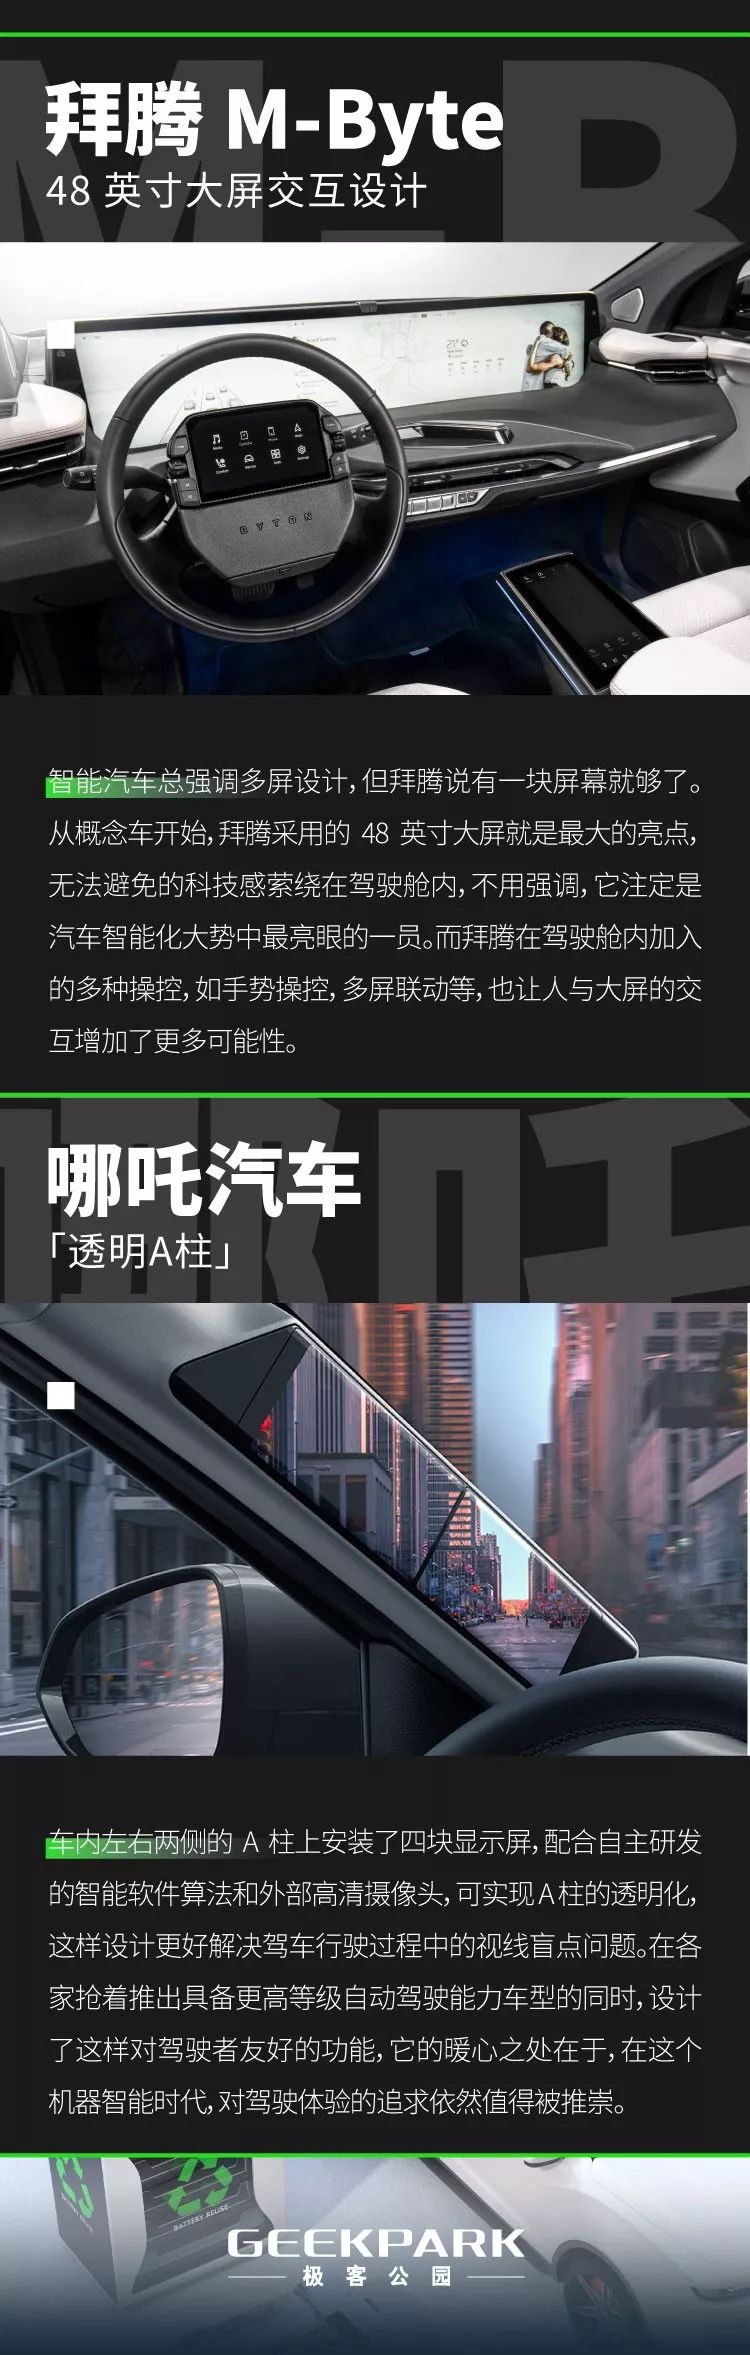 拜腾 M-Byte
48 英寸大屏交互设计
BYTON
智能汽车总强调多屏设计，但拜腾说有一块屏幕就够了。
从概念车开始，拜腾采用的 48 英寸大屏就是最大的亮点，
无法避免的科技感萦绕在驾驶舱内，不用强调，它注定是
汽车智能化大势中最亮眼的一员。而拜腾在驾驶舱内加入
的多种操控，如手势操控，多屏联动等，也让人与大屏的交
互增加了更多可能性。
哪吒汽车
「透明A柱」
车内左右两侧的 A 柱上安装了四块显示屏，配合自主研发
的智能软件算法和外部高清摄像头，可实现A柱的透明化，
这样设计更好解决驾车行驶过程中的视线盲点问题。在各
家抢着推出具备更高等级自动驾驶能力车型的同时，设计
了这样对驾驶者友好的功能，它的暖心之处在于，在这个
机器智能时代，对驾驶体验的追求依然值得被推崇。
BATTERY REUSE
BATTERY REUSE
GEEKPARK
极客公园